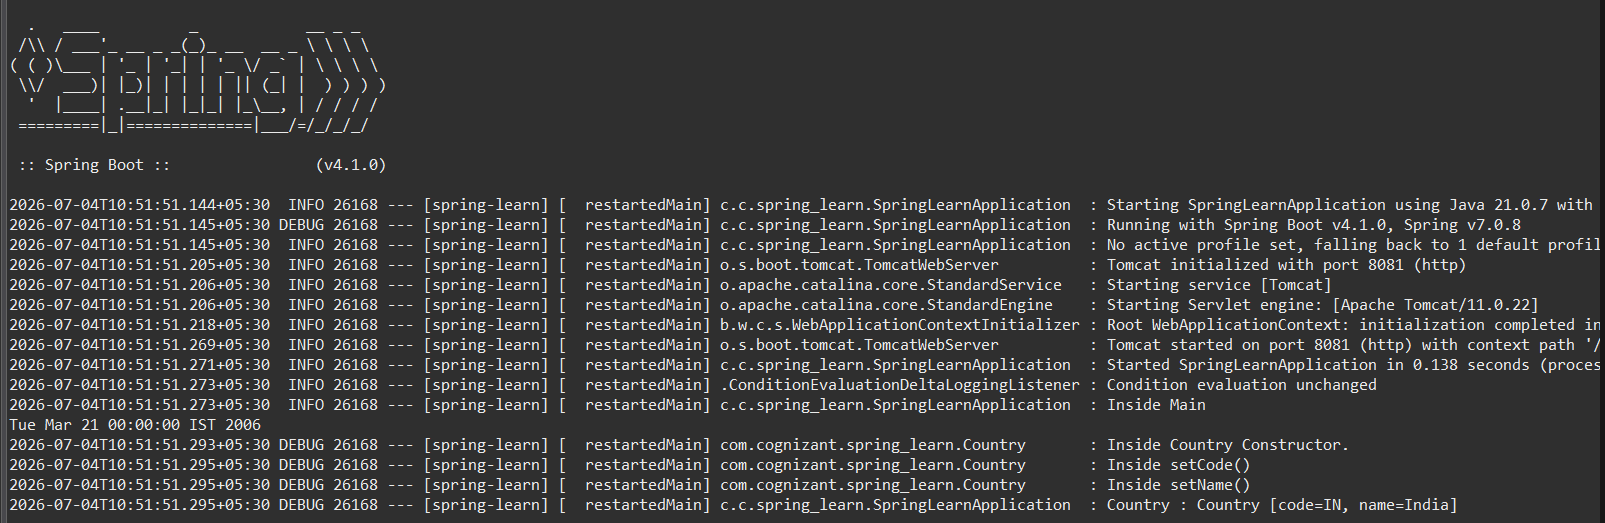 .   ____          _            __ _ _
 /\\ / ___'_ __ _ _(_)_ __  __ _ \ \ \ \
( ( )\___ | '_ | '_| | '_ \/ _` | \ \ \ \
 \\/  ___)| |_)| | | | | || (_| |  ) ) ) )
  '  |____| .__|_| |_|_| |_\__, | / / / /
 =========|_|==============|___/=/_/_/_/

 :: Spring Boot ::                (v4.1.0)

2026-07-04T10:51:51.144+05:30  INFO 26168 --- [spring-learn] [  restartedMain] c.c.spring_learn.SpringLearnApplication  : Starting SpringLearnApplication using Java 21.0.7 with
2026-07-04T10:51:51.145+05:30 DEBUG 26168 --- [spring-learn] [  restartedMain] c.c.spring_learn.SpringLearnApplication  : Running with Spring Boot v4.1.0, Spring v7.0.8
2026-07-04T10:51:51.145+05:30  INFO 26168 --- [spring-learn] [  restartedMain] c.c.spring_learn.SpringLearnApplication  : No active profile set, falling back to 1 default profil
2026-07-04T10:51:51.205+05:30  INFO 26168 --- [spring-learn] [  restartedMain] o.s.boot.tomcat.TomcatWebServer          : Tomcat initialized with port 8081 (http)
2026-07-04T10:51:51.206+05:30  INFO 26168 --- [spring-learn] [  restartedMain] o.apache.catalina.core.StandardService   : Starting service [Tomcat]
2026-07-04T10:51:51.206+05:30  INFO 26168 --- [spring-learn] [  restartedMain] o.apache.catalina.core.StandardEngine    : Starting Servlet engine: [Apache Tomcat/11.0.22]
2026-07-04T10:51:51.218+05:30  INFO 26168 --- [spring-learn] [  restartedMain] b.w.c.s.WebApplicationContextInitializer : Root WebApplicationContext: initialization completed in
2026-07-04T10:51:51.269+05:30  INFO 26168 --- [spring-learn] [  restartedMain] o.s.boot.tomcat.TomcatWebServer          : Tomcat started on port 8081 (http) with context path '/
2026-07-04T10:51:51.271+05:30  INFO 26168 --- [spring-learn] [  restartedMain] c.c.spring_learn.SpringLearnApplication  : Started SpringLearnApplication in 0.138 seconds (proces
2026-07-04T10:51:51.273+05:30  INFO 26168 --- [spring-learn] [  restartedMain] .ConditionEvaluationDeltaLoggingListener : Condition evaluation unchanged
2026-07-04T10:51:51.273+05:30  INFO 26168 --- [spring-learn] [  restartedMain] c.c.spring_learn.SpringLearnApplication  : Inside Main
Tue Mar 21 00:00:00 IST 2006
2026-07-04T10:51:51.293+05:30 DEBUG 26168 --- [spring-learn] [  restartedMain] com.cognizant.spring_learn.Country       : Inside Country Constructor.
2026-07-04T10:51:51.295+05:30 DEBUG 26168 --- [spring-learn] [  restartedMain] com.cognizant.spring_learn.Country       : Inside setCode()
2026-07-04T10:51:51.295+05:30 DEBUG 26168 --- [spring-learn] [  restartedMain] com.cognizant.spring_learn.Country       : Inside setName()
2026-07-04T10:51:51.295+05:30 DEBUG 26168 --- [spring-learn] [  restartedMain] c.c.spring_learn.SpringLearnApplication  : Country : Country [code=IN, name=India]